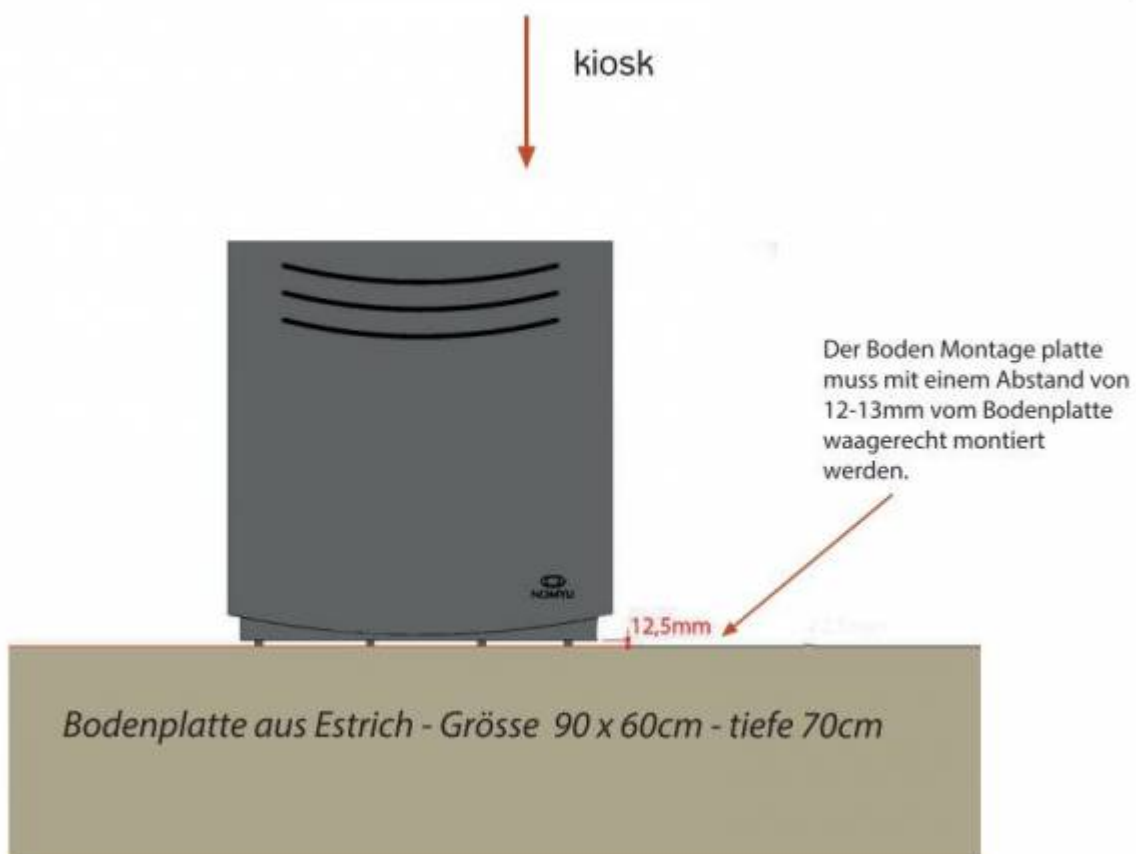 kiosk
Der Boden Montage platte
muss mit einem Abstand von
12-13mm vom Bodenplatte
waagerecht montiert
werden.
NOMYU
12,5mm
Bodenplatte aus Estrich - Grösse 90 x 60cm - tiefe 70cm